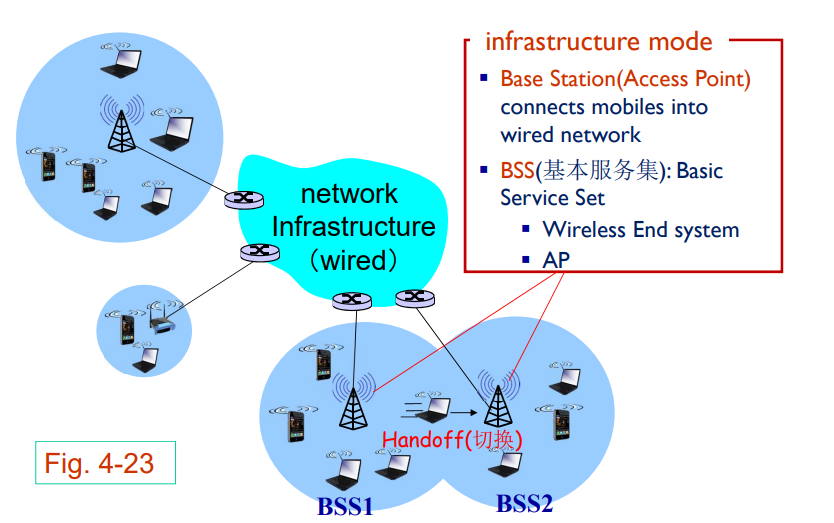 infrastructure mode
Base Station(Access Point)
connects mobiles into
wired network
BSS(基本服务集): Basic
Service Set
Wireless End system
AP
network
Infrastructure
（wired）
Handoff(切换)
Fig. 4-23
BSS1
BSS2